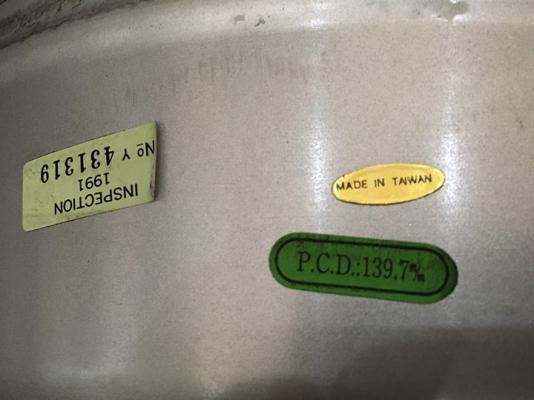 INSPECTION
1991
No Y 431319
MADE IN TAIWAN
P.C.D.:139.7m/m